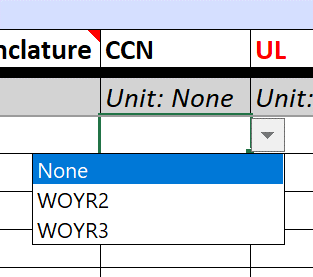 nclature CCN UL
Unit: None Unit:
None
WOYR2
WOYR3